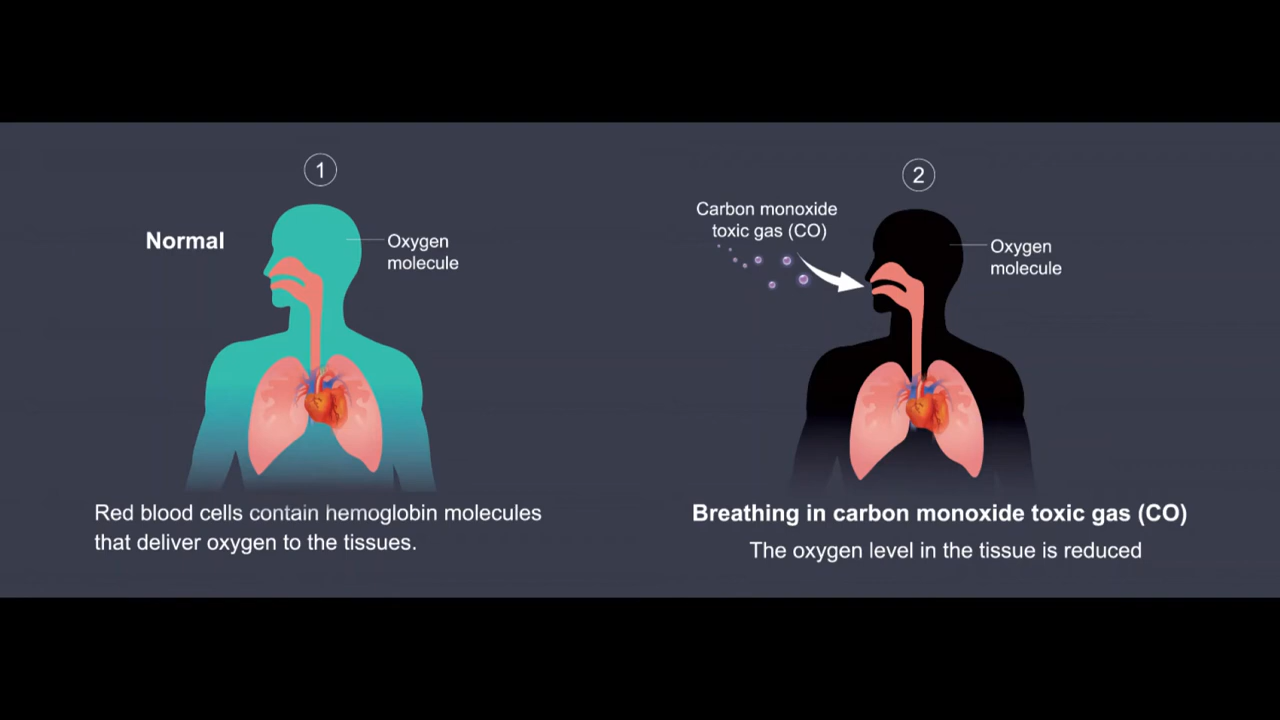 1
Normal
Oxygen
molecule
Red blood cells contain hemoglobin molecules
that deliver oxygen to the tissues.
2
Carbon monoxide
toxic gas (CO)
Oxygen
molecule
Breathing in carbon monoxide toxic gas (CO)
The oxygen level in the tissue is reduced